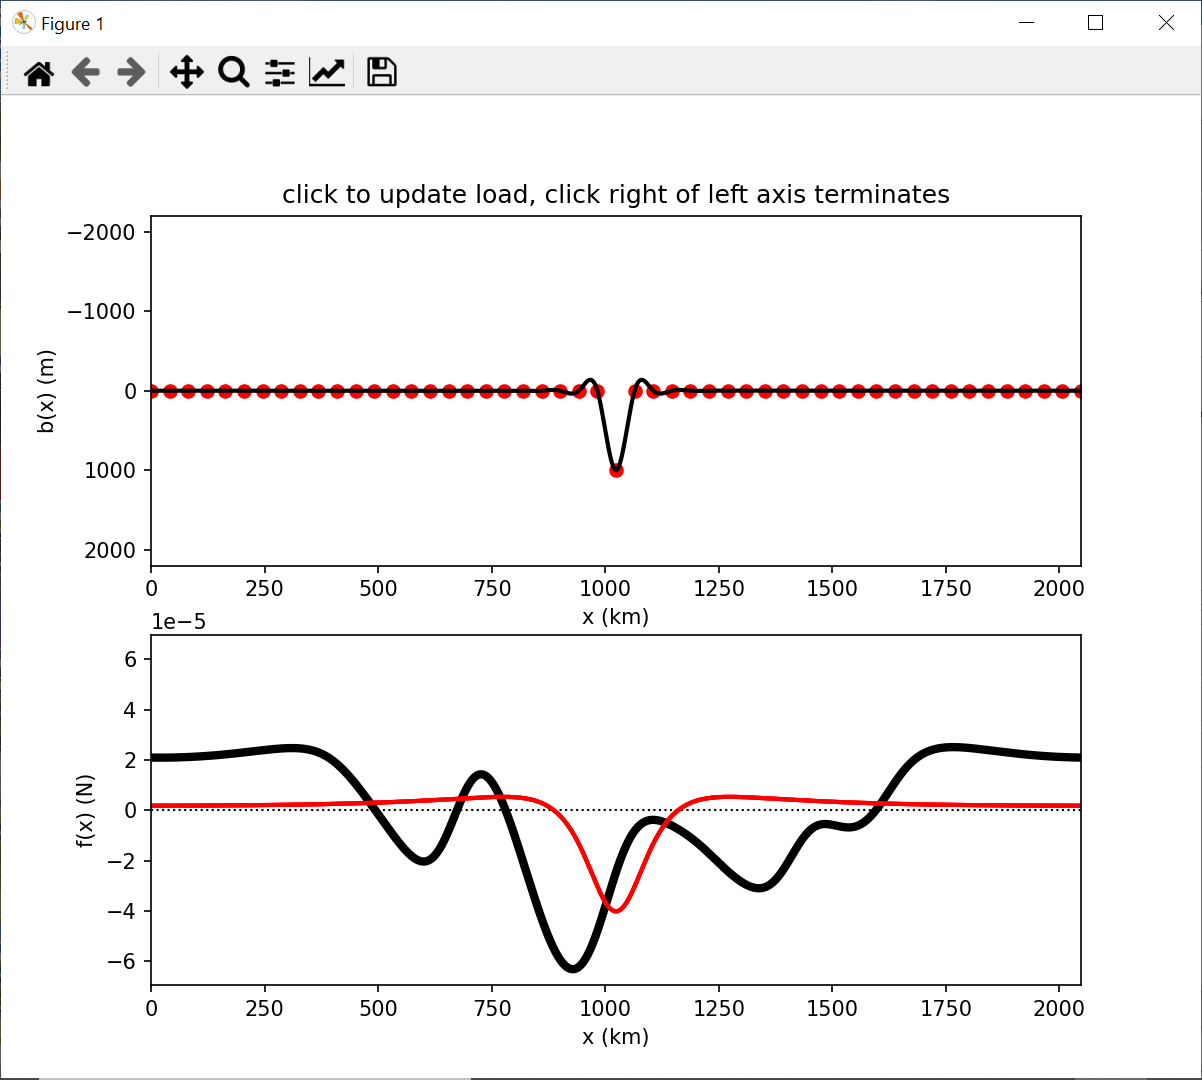 Figure 1
click to update load, click right of left axis terminates
−2000
−1000
0
1000
2000
b(x) (m)
0 250 500 750 1000 1250 1500 1750 2000
x (km)
1e−5
6
4
2
0
−2
−4
−6
f(x) (N)
0 250 500 750 1000 1250 1500 1750 2000
x (km)